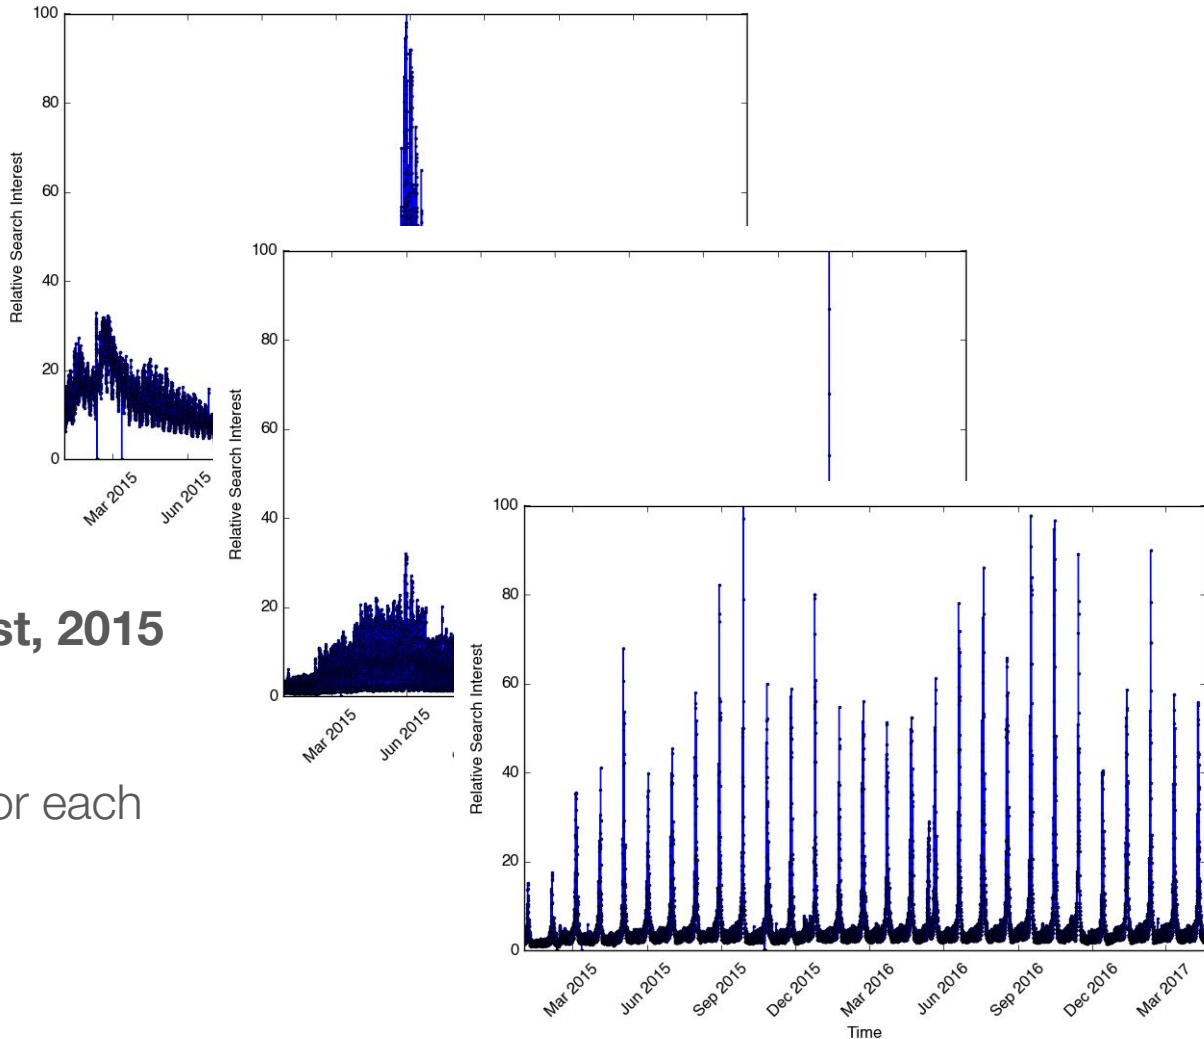 100
80
60
40
20
0
Relative Search Interest
Mar 2015
Jun 2015
100
80
60
40
20
0
Relative Search Interest
Mar 2015
Jun 2015
st, 2015
or each
100
80
60
40
20
0
Relative Search Interest
Mar 2015
Jun 2015
Sep 2015
Dec 2015
Mar 2016
Jun 2016
Sep 2016
Dec 2016
Mar 2017
Time